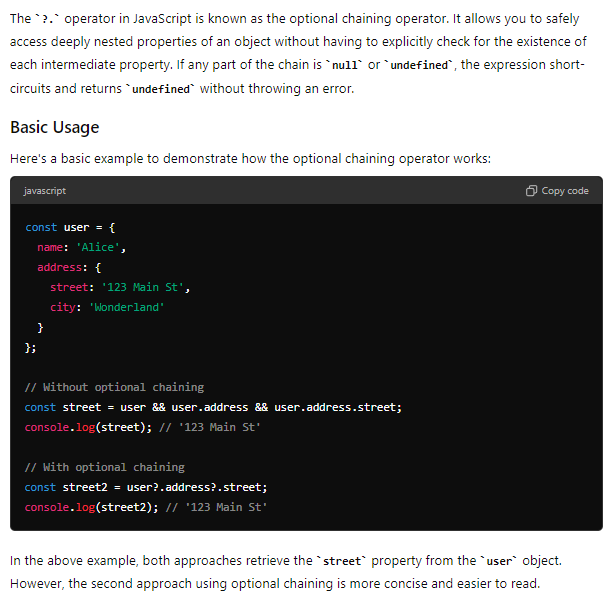 The `?.` operator in JavaScript is known as the optional chaining operator. It allows you to safely
access deeply nested properties of an object without having to explicitly check for the existence of
each intermediate property. If any part of the chain is `null` or `undefined`, the expression short-
circuits and returns `undefined` without throwing an error.
Basic Usage
Here's a basic example to demonstrate how the optional chaining operator works:
javascript
Copy code
const user = {
  name: 'Alice',
  address: {
    street: '123 Main St',
    city: 'Wonderland'
  }
};
// Without optional chaining
const street = user && user.address && user.address.street;
console.log(street); // '123 Main St'
// With optional chaining
const street2 = user?.address?.street;
console.log(street2); // '123 Main St'
In the above example, both approaches retrieve the `street` property from the `user` object.
However, the second approach using optional chaining is more concise and easier to read.